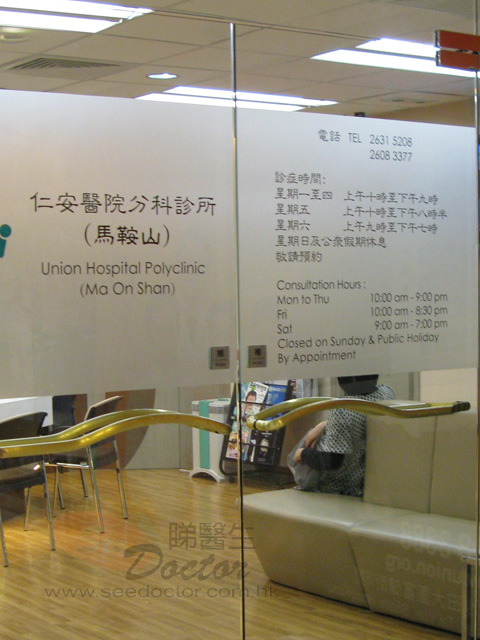 仁安醫院分科診所
(馬鞍山)
Union Hospital Polyclinic
(Ma On Shan)
電話 TEL 2631 5208
2608 3377
診症時間:
星期一至四 上午十時至下午九時
星期五 上午十時至下午八時半
星期六 上午九時至下午七時
星期日及公衆假期休息
敬請預約
Consultation Hours :
Mon to Thu 10:00 am - 9:00 pm
Fri 10:00 am - 8:30 pm
Sat 9:00 am - 7:00 pm
Closed on Sunday & Public Holiday
By Appointment
睇醫生
Doctor
www.seedoctor.com.hk